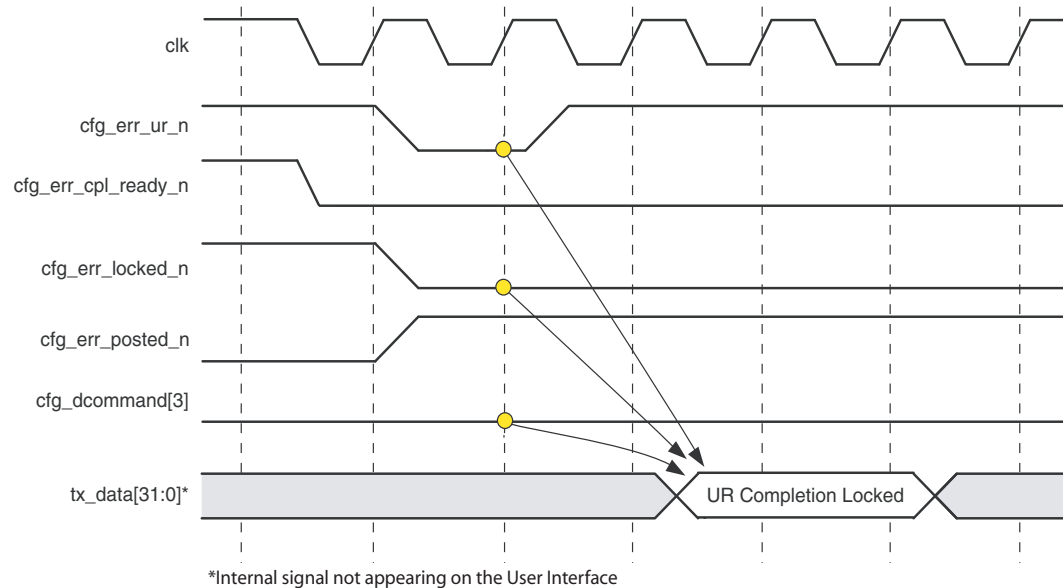 clk
cfg_err_ur_n
cfg_err_cpl_ready_n
cfg_err_locked_n
cfg_err_posted_n
cfg_dcommand[3]
tx_data[31:0]*
UR Completion Locked
*Internal signal not appearing on the User Interface